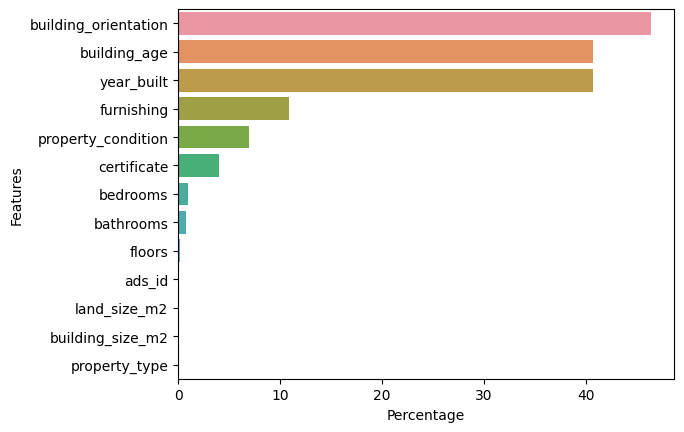 building_orientation
building_age
year_built
furnishing
property_condition
certificate
bedrooms
bathrooms
floors
ads_id
land_size_m2
building_size_m2
property_type
Features
0 10 20 30 40
Percentage